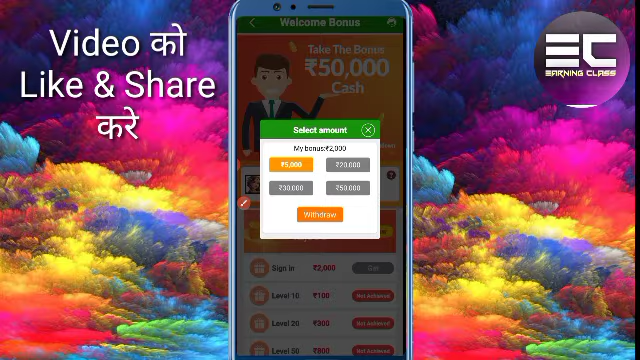 Video को
Like & Share
करे
EC
EARNING CLASS
Welcome Bonus
Take The Bonus
₹50,000
Cash
Select amount
My bonus:₹2,000
₹5,000
₹20,000
₹30,000
₹50,000
Withdraw
Sign in ₹2,000 Get
Level 10 ₹100 Not Achieved
Level 20 ₹300 Not Achieved
Level 50 ₹800 Not Achieved